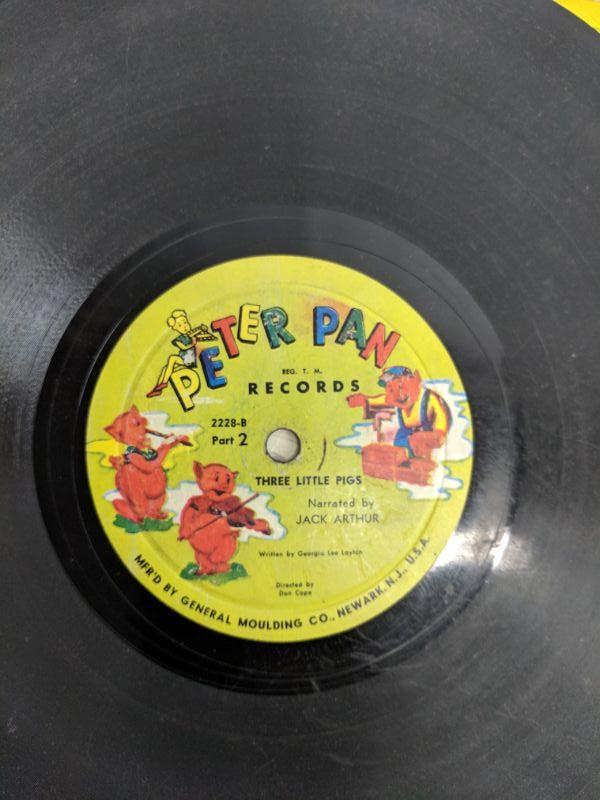 PETER PAN
REG. T. M.
RECORDS
2228-B
Part 2
THREE LITTLE PIGS
Narrated by
JACK ARTHUR
Written by Georgia Lee Layton
Directed by
Don Cope
MFR'D BY GENERAL MOULDING CO., NEWARK, N.J., U.S.A.